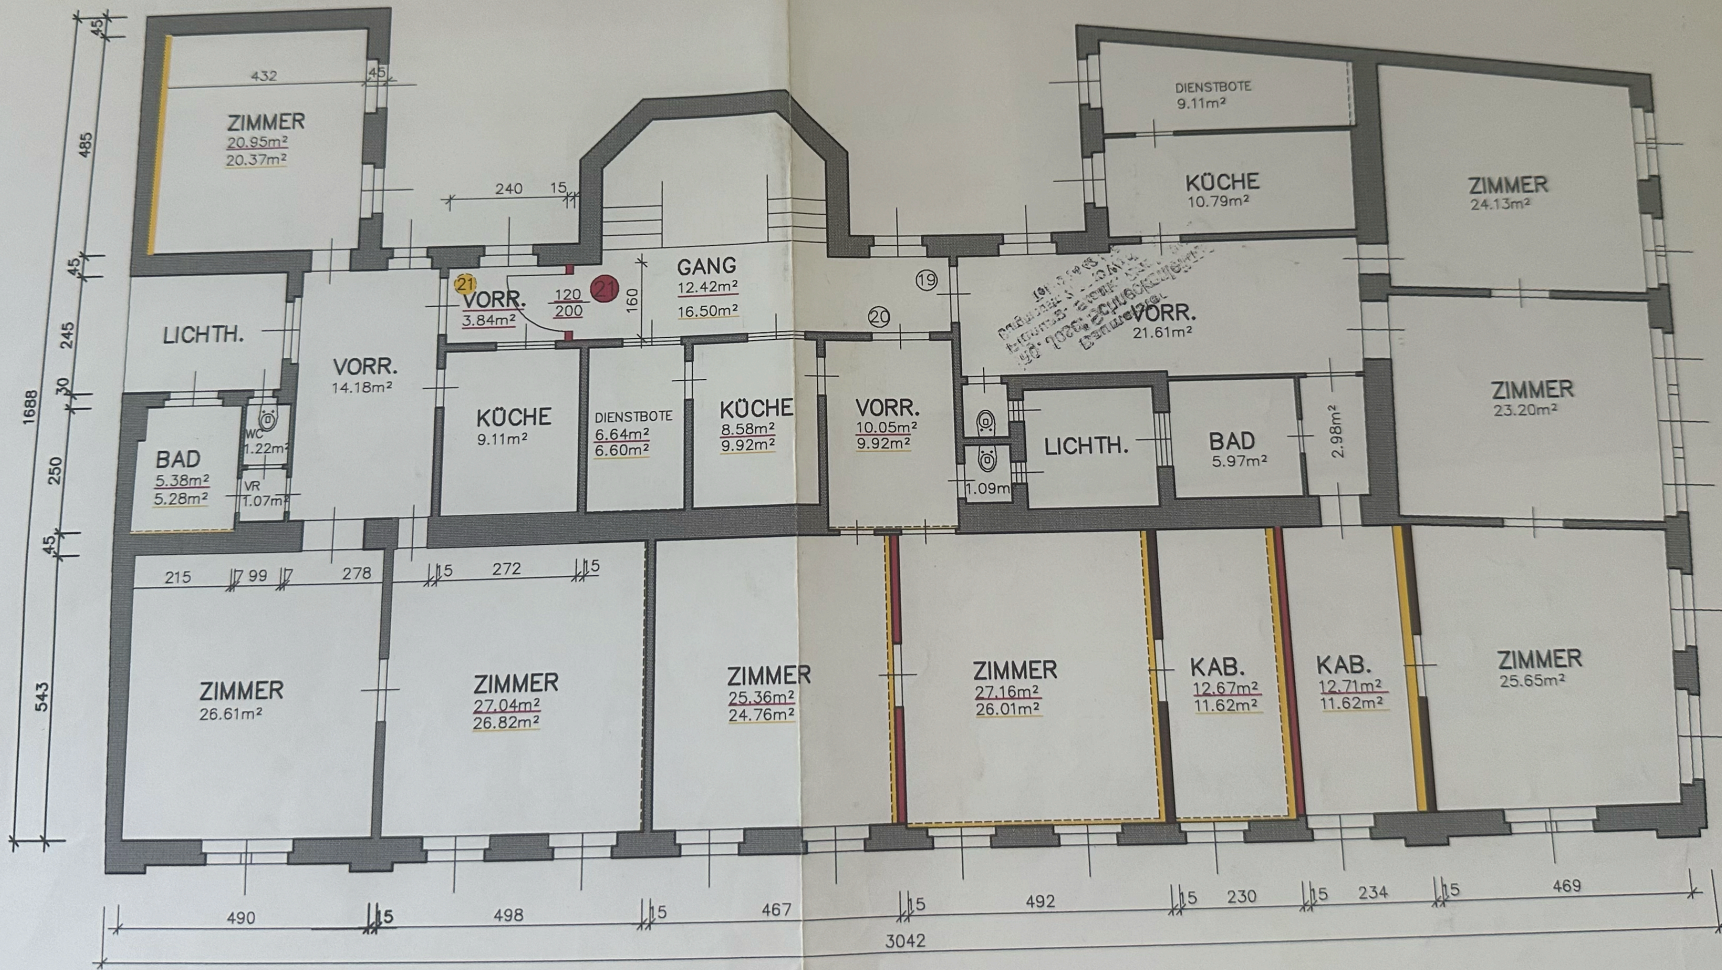 45
432
45
ZIMMER
20.95m²
20.37m²
485
240
15
DIENSTBOTE
9.11m²
KÜCHE
10.79m²
ZIMMER
24.13m²
45
21
VORR.
3.84m²
120
200
21
160
GANG
12.42m²
16.50m²
19
20
VORR.
21.61m²
LICHTH.
245
30
VORR.
14.18m²
KÜCHE
9.11m²
DIENSTBOTE
6.64m²
6.60m²
KÜCHE
8.58m²
9.92m²
VORR.
10.05m²
9.92m²
LICHTH.
BAD
5.97m²
2.98m²
ZIMMER
23.20m²
1688
WC
1.22m²
VR
1.07m²
BAD
5.38m²
5.28m²
250
1.09m
45
215
7
99
7
278
15
272
15
543
ZIMMER
26.61m²
ZIMMER
27.04m²
26.82m²
ZIMMER
25.36m²
24.76m²
ZIMMER
27.16m²
26.01m²
KAB.
12.67m²
11.62m²
KAB.
12.71m²
11.62m²
ZIMMER
25.65m²
490
15
498
15
467
15
492
15
230
15
234
15
469
3042